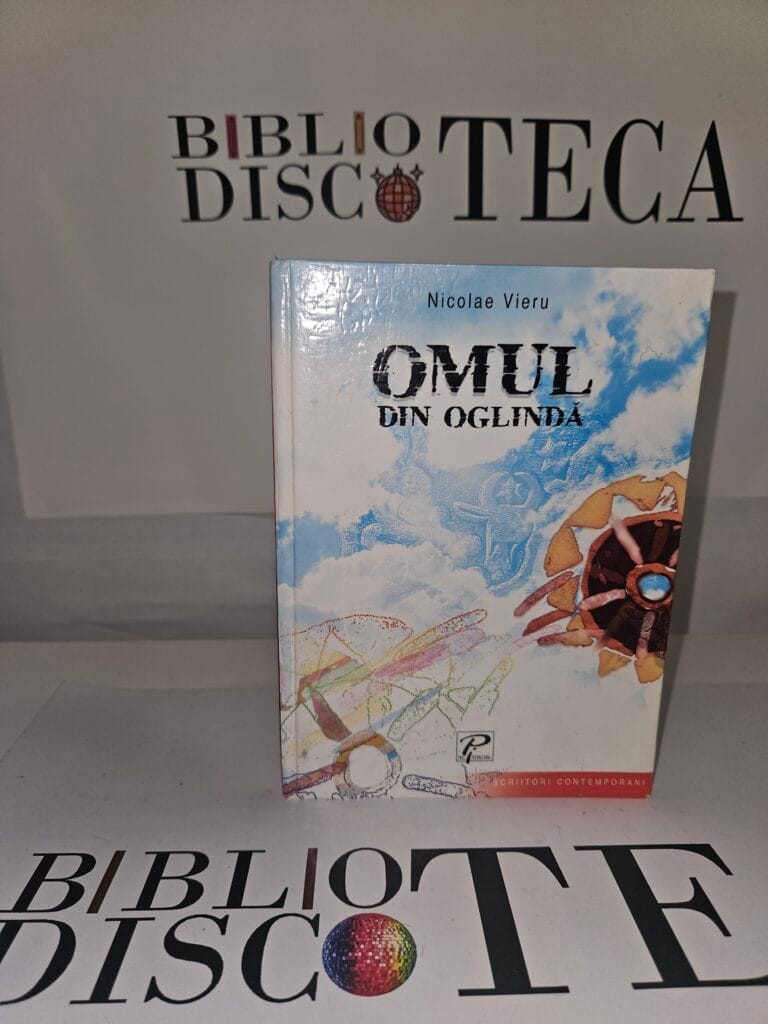 BIBLIO
DISCOTECA
Nicolae Vieru
OMUL
DIN OGLINDĂ
SCRIITORI CONTEMPORANI
BIBLIO
DISCOTE